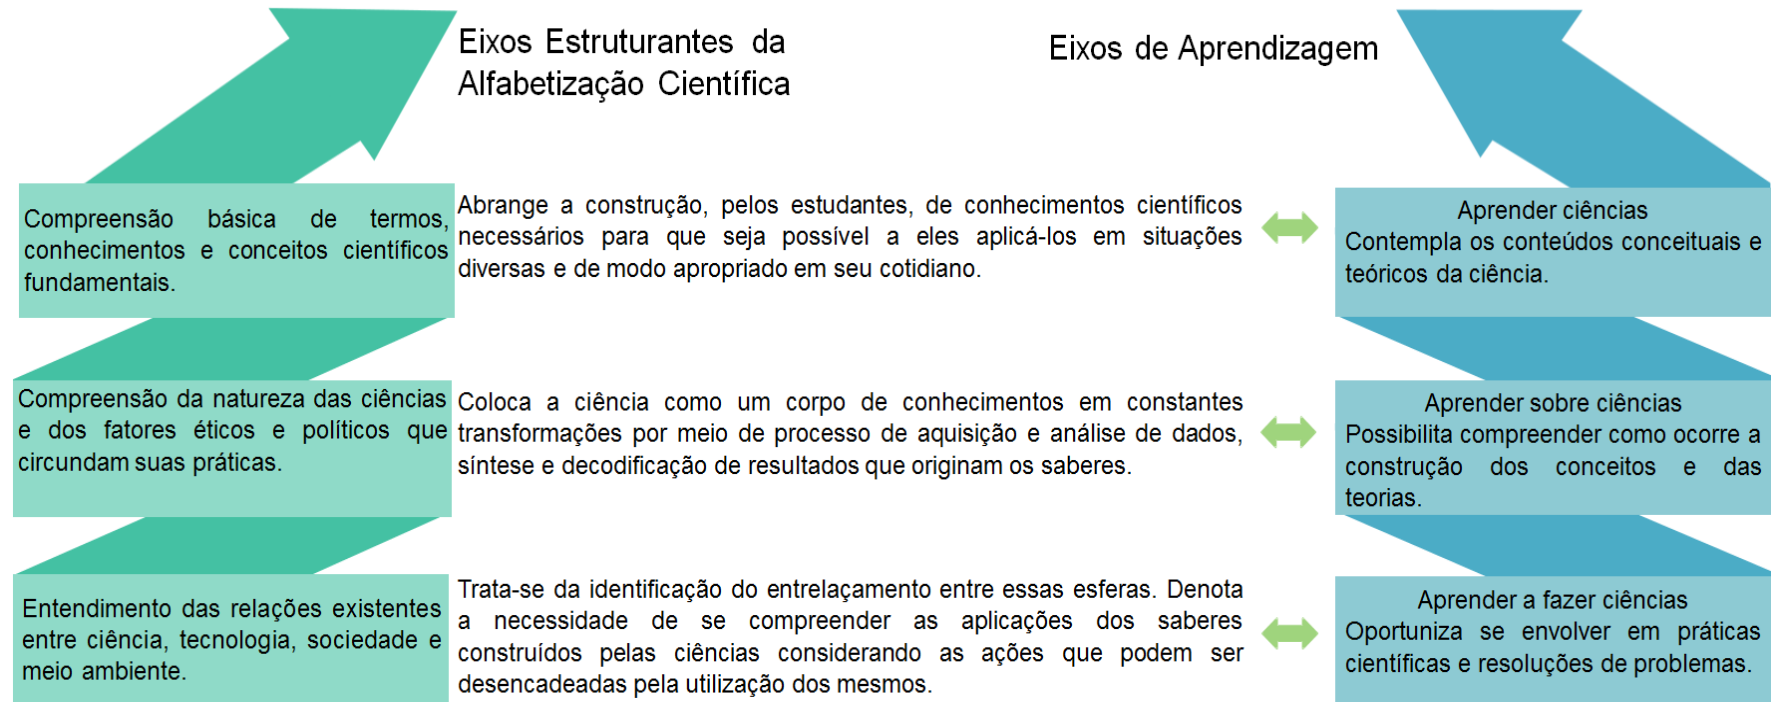 Eixos Estruturantes da
Alfabetização Científica
Eixos de Aprendizagem
Compreensão básica de termos,
conhecimentos e conceitos científicos
fundamentais.
Abrange a construção, pelos estudantes, de conhecimentos científicos
necessários para que seja possível a eles aplicá-los em situações
diversas e de modo apropriado em seu cotidiano.
Aprender ciências
Contempla os conteúdos conceituais e
teóricos da ciência.
Compreensão da natureza das ciências
e dos fatores éticos e políticos que
circundam suas práticas.
Coloca a ciência como um corpo de conhecimentos em constantes
transformações por meio de processo de aquisição e análise de dados,
síntese e decodificação de resultados que originam os saberes.
Aprender sobre ciências
Possibilita compreender como ocorre a
construção dos conceitos e das
teorias.
Entendimento das relações existentes
entre ciência, tecnologia, sociedade e
meio ambiente.
Trata-se da identificação do entrelaçamento entre essas esferas. Denota
a necessidade de se compreender as aplicações dos saberes
construídos pelas ciências considerando as ações que podem ser
desencadeadas pela utilização dos mesmos.
Aprender a fazer ciências
Oportuniza se envolver em práticas
científicas e resoluções de problemas.